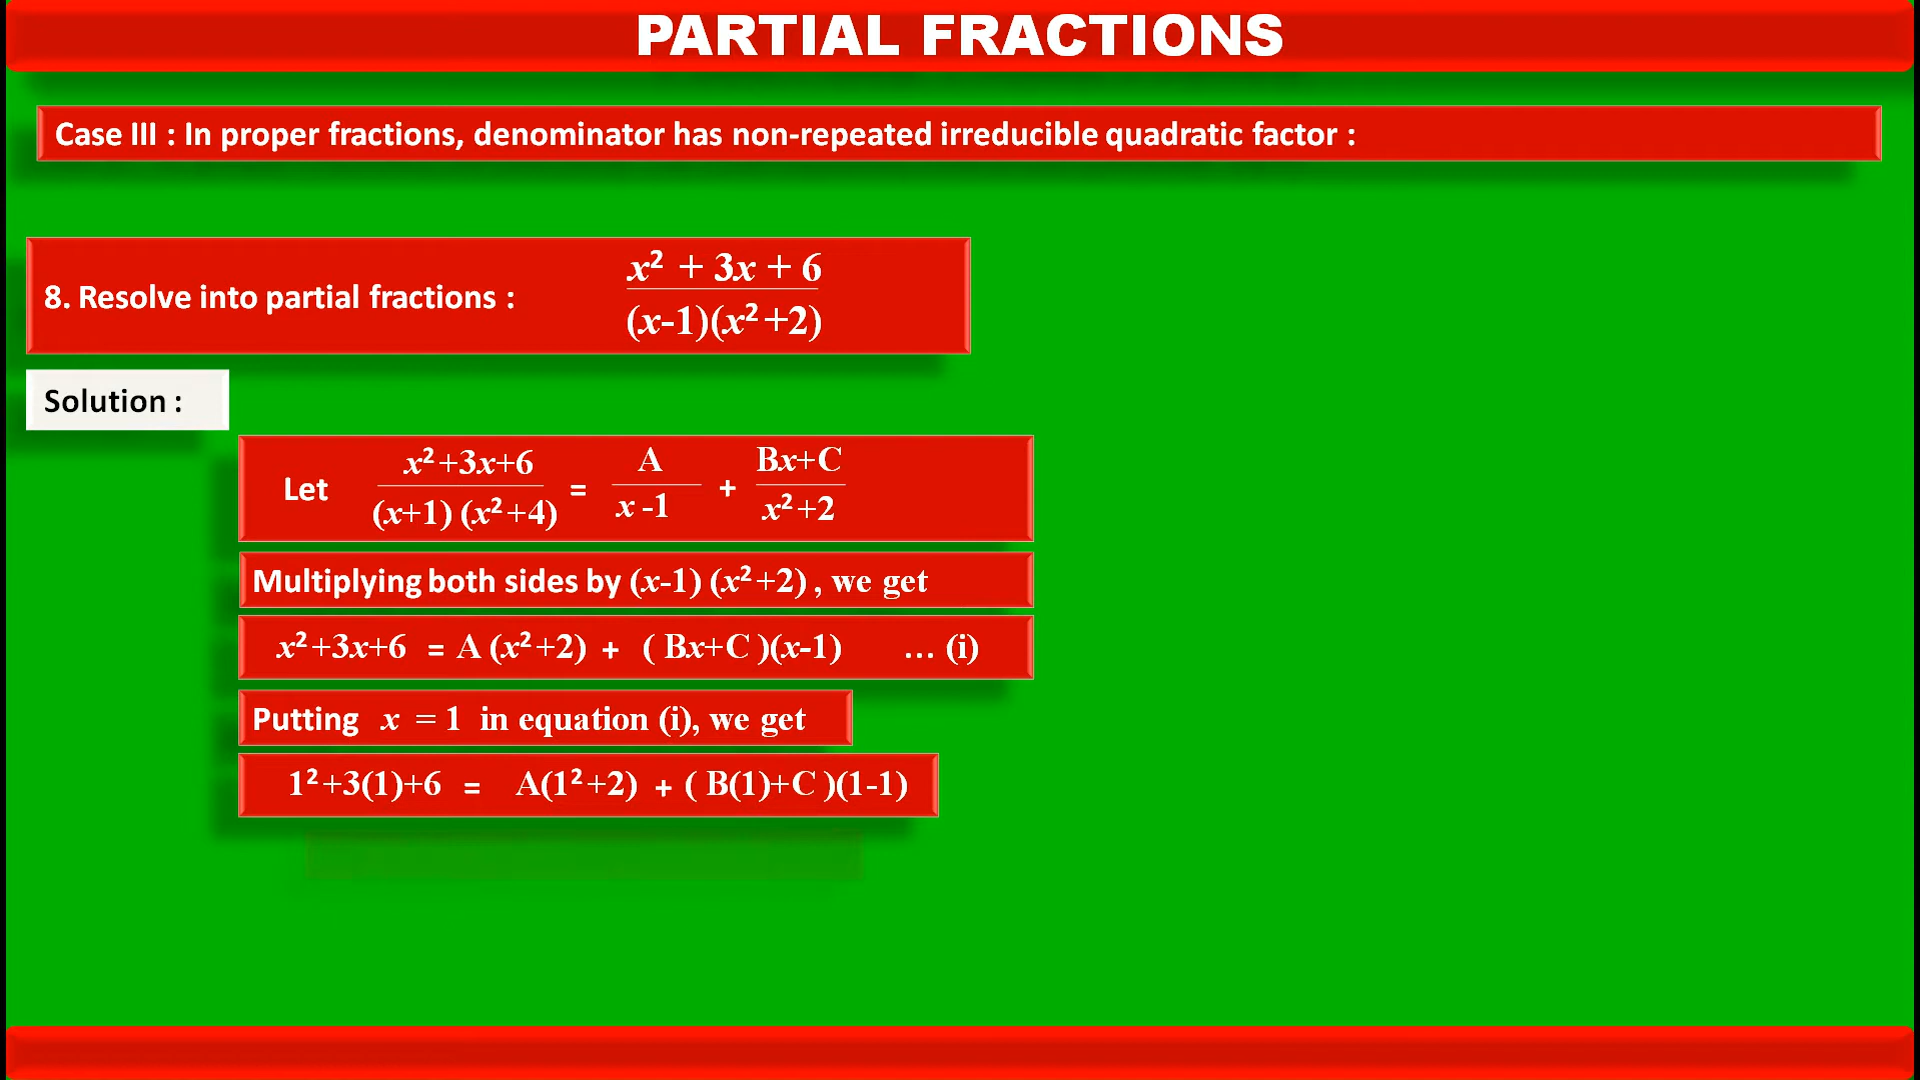 PARTIAL FRACTIONS
Case III : In proper fractions, denominator has non-repeated irreducible quadratic factor :
8. Resolve into partial fractions :
x² + 3x + 6
(x-1)(x²+2)
Solution :
Let x²+3x+6 / (x+1) (x²+4) = A / x -1 + Bx+C / x²+2
Multiplying both sides by (x-1) (x²+2) , we get
x²+3x+6 = A (x²+2) + ( Bx+C )(x-1) ... (i)
Putting x = 1 in equation (i), we get
1²+3(1)+6 = A(1²+2) + ( B(1)+C )(1-1)